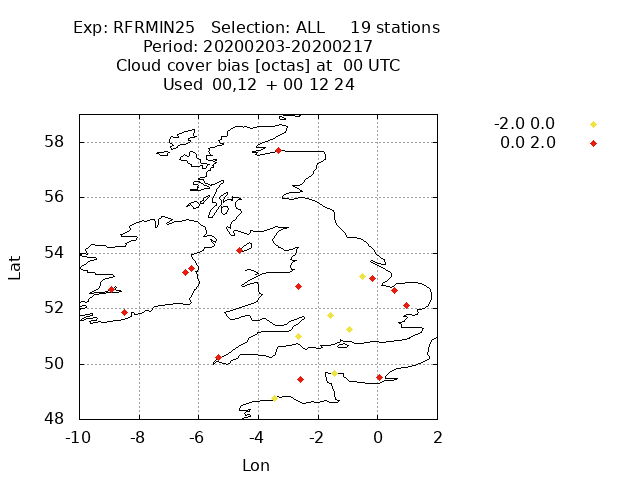 Exp: RFRMIN25   Selection: ALL     19 stations
Period: 20200203-20200217
Cloud cover bias [octas] at  00 UTC
Used  00,12  + 00 12 24
-2.0 0.0
0.0 2.0
58
56
54
52
50
48
Lat
-10 -8 -6 -4 -2 0 2
Lon